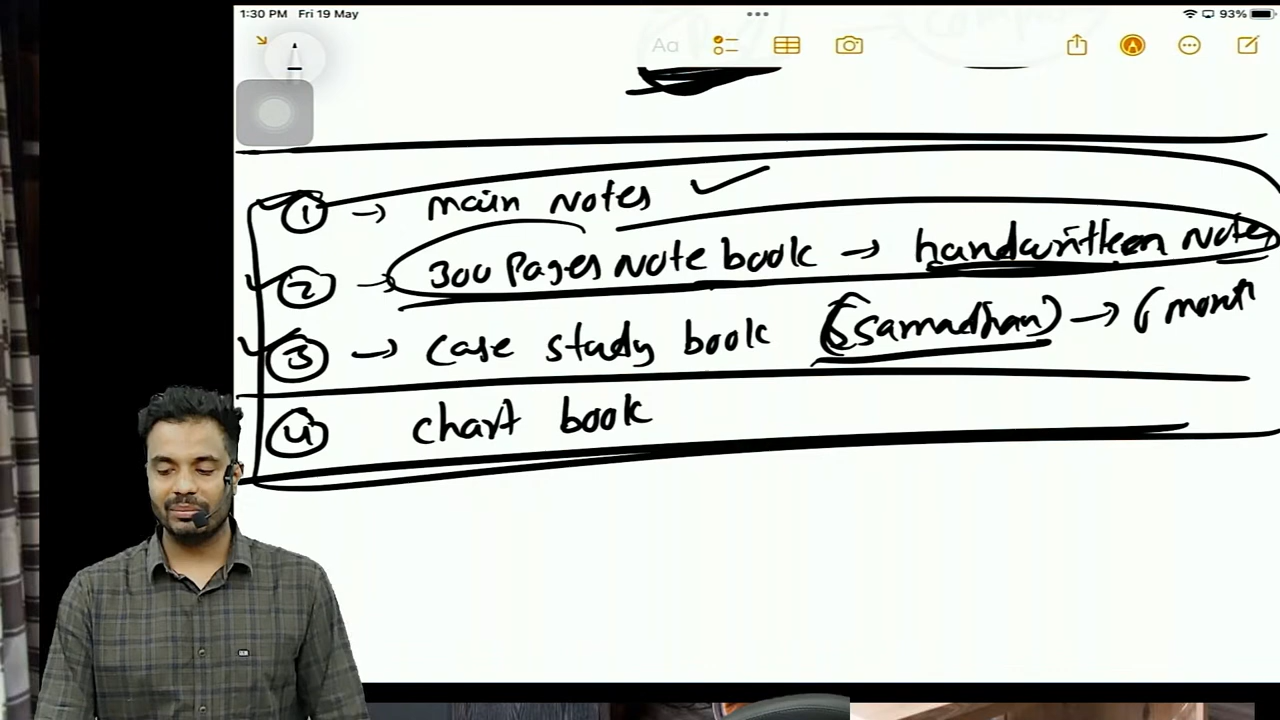 1:30 PM Fri 19 May
93%
Aa
① → main notes ✓
② → 300 Pages Note book → handwritteen Notes
③ → case study book (Samadhan) → 6 month
④ chart book